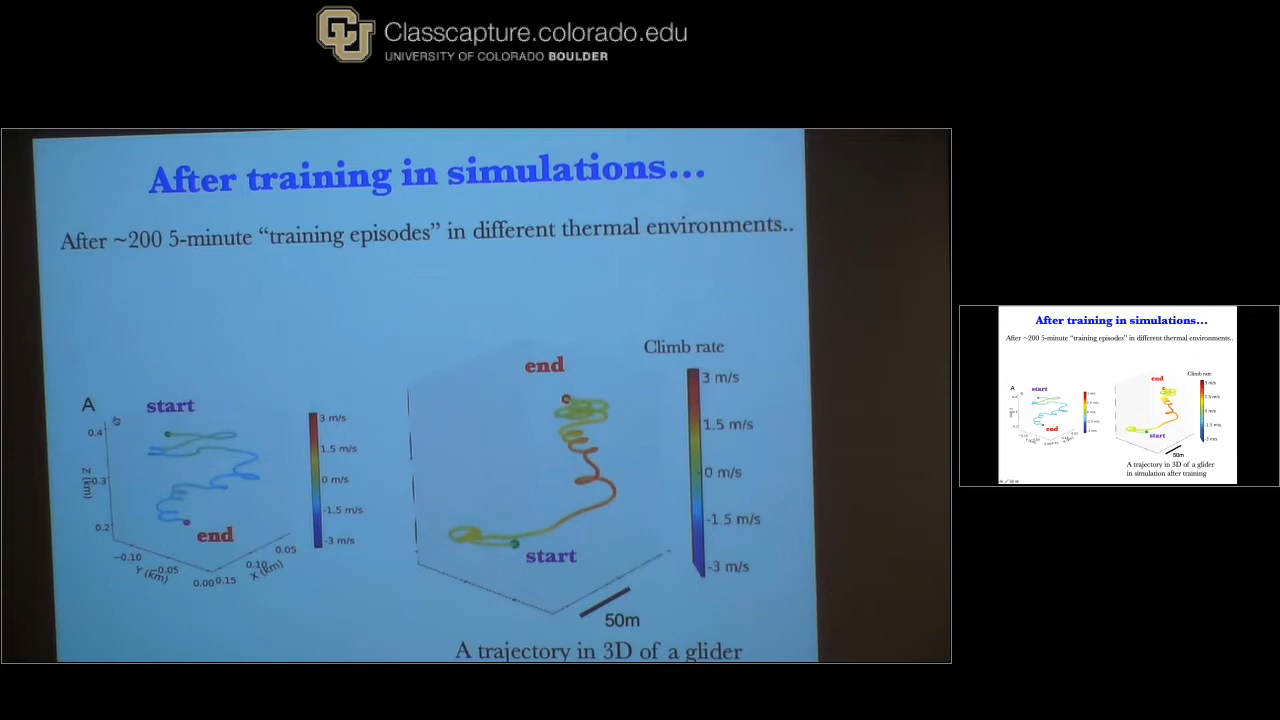 Classcapture.colorado.edu
UNIVERSITY OF COLORADO BOULDER
After training in simulations...
After ~200 5-minute “training episodes” in different thermal environments..
A
start
0.4
0.3
0.2
Z (km)
−0.10
−0.05
0.00
Y (km)
0.15
0.10
0.05
X (km)
end
3 m/s
1.5 m/s
0 m/s
-1.5 m/s
-3 m/s
end
start
Climb rate
3 m/s
1.5 m/s
0 m/s
-1.5 m/s
-3 m/s
50m
A trajectory in 3D of a glider
After training in simulations...
After ~200 5-minute “training episodes” in different thermal environments..
A
start
end
end
start
Climb rate
3 m/s
1.5 m/s
0 m/s
-1.5 m/s
-3 m/s
50m
A trajectory in 3D of a glider
in simulation after training